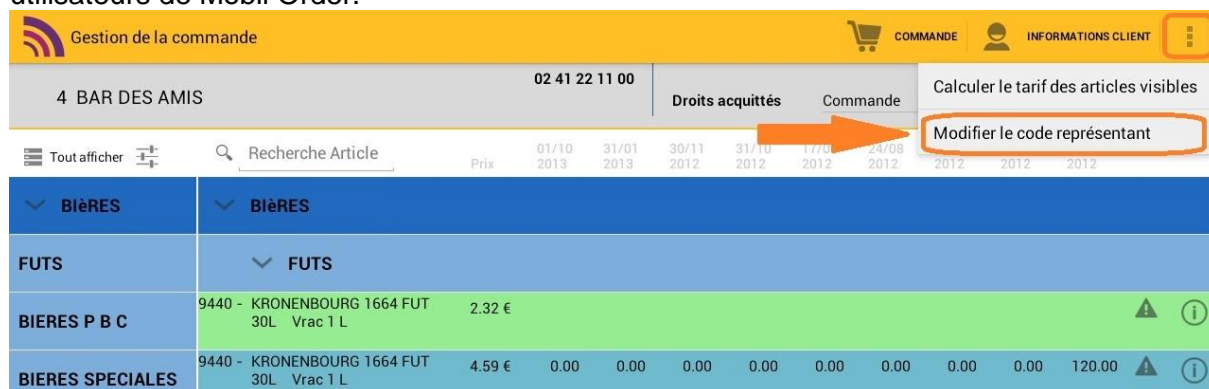 utilisateurs de Mobil Order.
Gestion de la commande
COMMANDE
INFORMATIONS CLIENT
4 BAR DES AMIS
02 41 22 11 00
Droits acquittés
Commande
Calculer le tarif des articles visibles
Modifier le code représentant
Tout afficher
Recherche Article
Prix
01/10 2013
31/01 2013
30/11 2012
31/10 2012
2012
24/08 2012
2012
2012
2012
BIèRES
BIèRES
FUTS
FUTS
BIERES P B C
9440 - KRONENBOURG 1664 FUT
30L Vrac 1 L
2.32 €
BIERES SPECIALES
9440 - KRONENBOURG 1664 FUT
30L Vrac 1 L
4.59 € 0.00 0.00 0.00 0.00 0.00 0.00 0.00 0.00 120.00